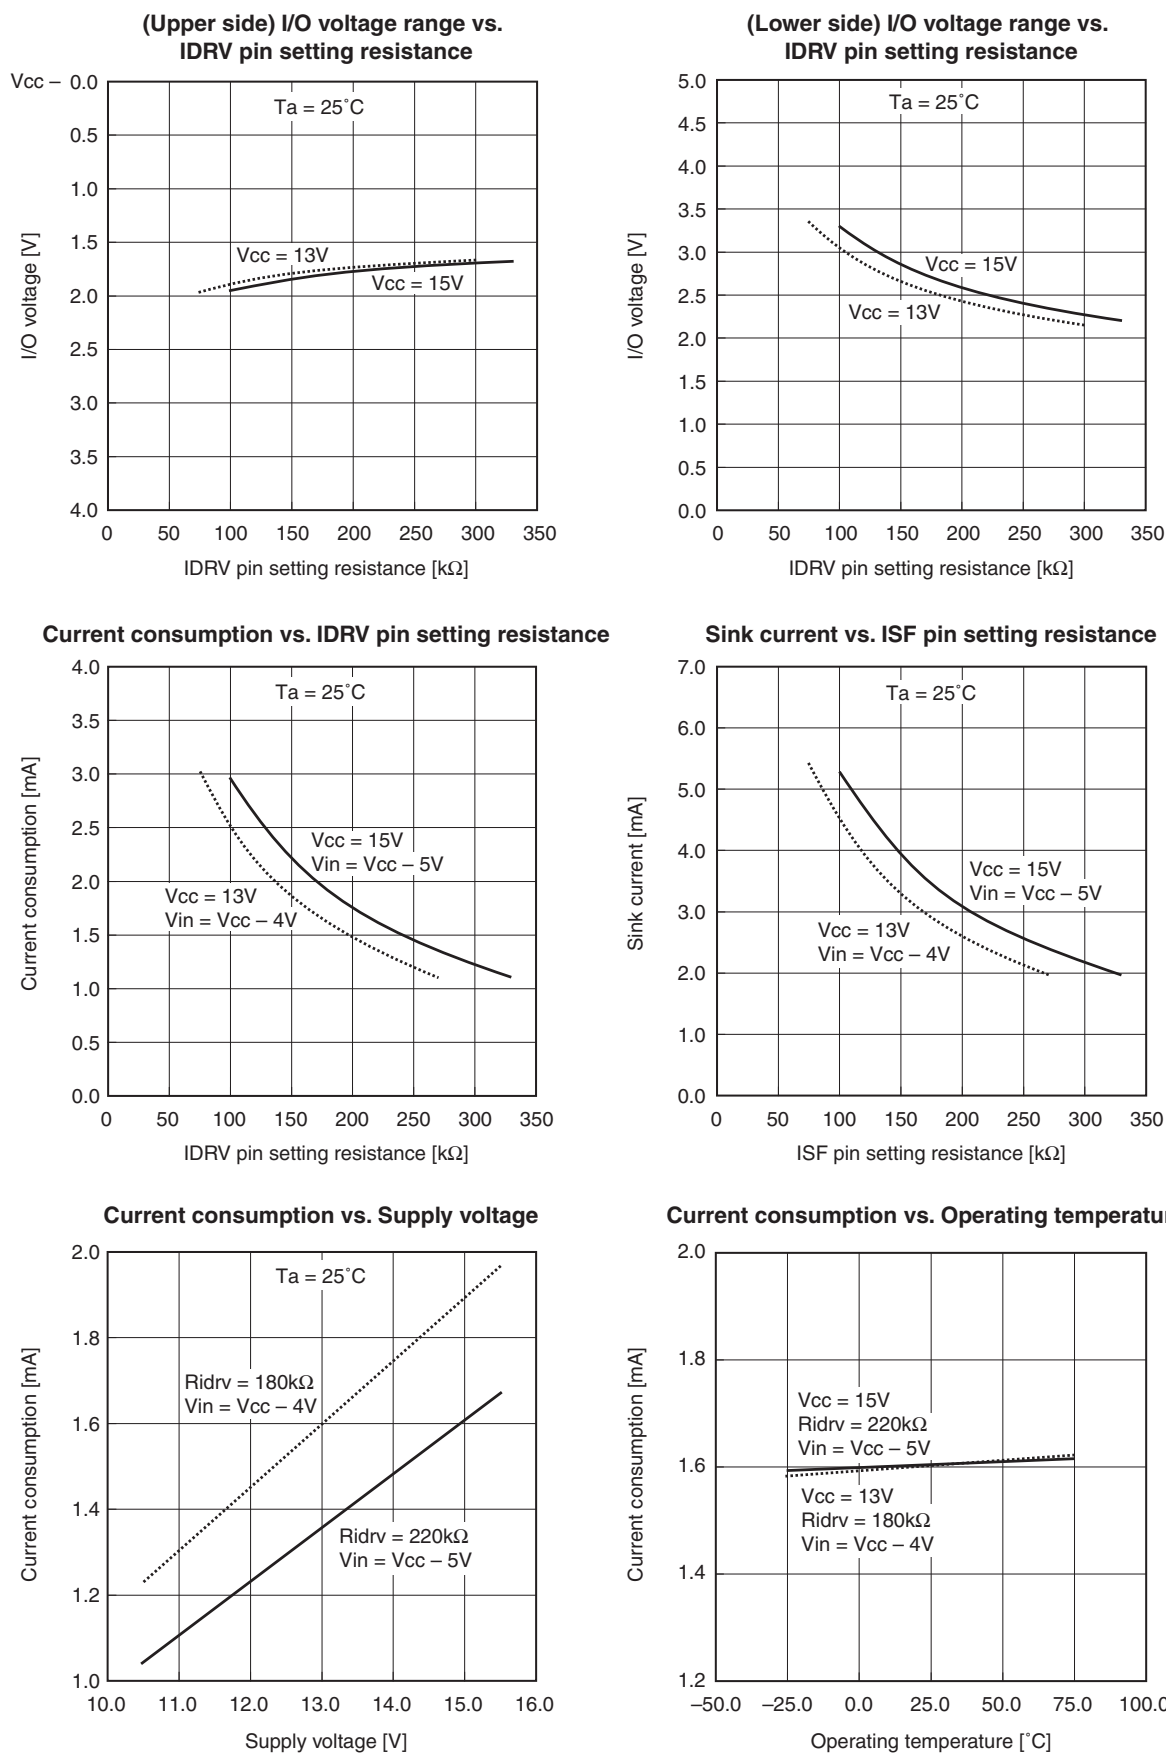 (Upper side) I/O voltage range vs.
IDRV pin setting resistance
Vcc – 0.0
0.5
1.0
1.5
2.0
2.5
3.0
3.5
4.0
I/O voltage [V]
Ta = 25˚C
Vcc = 13V
Vcc = 15V
0 50 100 150 200 250 300 350
IDRV pin setting resistance [kΩ]
(Lower side) I/O voltage range vs.
IDRV pin setting resistance
5.0
4.5
4.0
3.5
3.0
2.5
2.0
1.5
1.0
0.5
0.0
I/O voltage [V]
Ta = 25˚C
Vcc = 15V
Vcc = 13V
0 50 100 150 200 250 300 350
IDRV pin setting resistance [kΩ]
Current consumption vs. IDRV pin setting resistance
4.0
3.5
3.0
2.5
2.0
1.5
1.0
0.5
0.0
Current consumption [mA]
Ta = 25˚C
Vcc = 15V
Vin = Vcc – 5V
Vcc = 13V
Vin = Vcc – 4V
0 50 100 150 200 250 300 350
IDRV pin setting resistance [kΩ]
Sink current vs. ISF pin setting resistance
7.0
6.0
5.0
4.0
3.0
2.0
1.0
0.0
Sink current [mA]
Ta = 25˚C
Vcc = 15V
Vin = Vcc – 5V
Vcc = 13V
Vin = Vcc – 4V
0 50 100 150 200 250 300 350
ISF pin setting resistance [kΩ]
Current consumption vs. Supply voltage
2.0
1.8
1.6
1.4
1.2
1.0
Current consumption [mA]
Ta = 25˚C
Ridrv = 180kΩ
Vin = Vcc – 4V
Ridrv = 220kΩ
Vin = Vcc – 5V
10.0 11.0 12.0 13.0 14.0 15.0 16.0
Supply voltage [V]
Current consumption vs. Operating temperatur
2.0
1.8
1.6
1.4
1.2
Current consumption [mA]
Vcc = 15V
Ridrv = 220kΩ
Vin = Vcc – 5V
Vcc = 13V
Ridrv = 180kΩ
Vin = Vcc – 4V
–50.0 –25.0 0.0 25.0 50.0 75.0 100.0
Operating temperature [˚C]